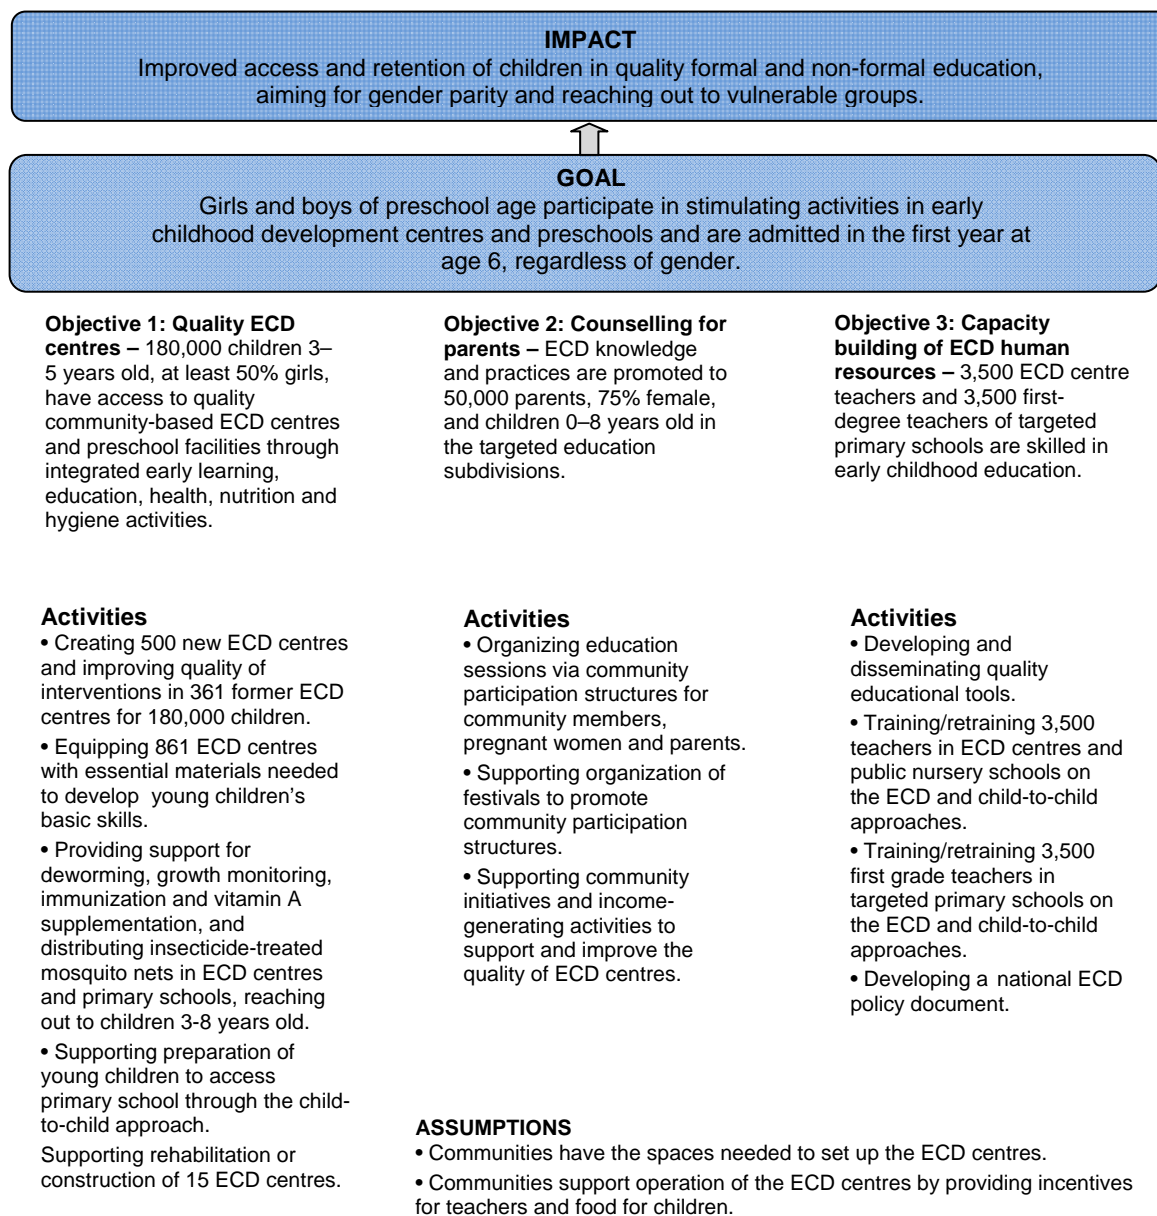 IMPACT
Improved access and retention of children in quality formal and non-formal education,
aiming for gender parity and reaching out to vulnerable groups.
GOAL
Girls and boys of preschool age participate in stimulating activities in early
childhood development centres and preschools and are admitted in the first year at
age 6, regardless of gender.
Objective 1: Quality ECD
centres – 180,000 children 3–
5 years old, at least 50% girls,
have access to quality
community-based ECD centres
and preschool facilities through
integrated early learning,
education, health, nutrition and
hygiene activities.
Objective 2: Counselling for
parents – ECD knowledge
and practices are promoted to
50,000 parents, 75% female,
and children 0–8 years old in
the targeted education
subdivisions.
Objective 3: Capacity
building of ECD human
resources – 3,500 ECD centre
teachers and 3,500 first-
degree teachers of targeted
primary schools are skilled in
early childhood education.
Activities
• Creating 500 new ECD centres
and improving quality of
interventions in 361 former ECD
centres for 180,000 children.
• Equipping 861 ECD centres
with essential materials needed
to develop young children's
basic skills.
• Providing support for
deworming, growth monitoring,
immunization and vitamin A
supplementation, and
distributing insecticide-treated
mosquito nets in ECD centres
and primary schools, reaching
out to children 3-8 years old.
• Supporting preparation of
young children to access
primary school through the child-
to-child approach.
Supporting rehabilitation or
construction of 15 ECD centres.
Activities
• Organizing education
sessions via community
participation structures for
community members,
pregnant women and parents.
• Supporting organization of
festivals to promote
community participation
structures.
• Supporting community
initiatives and income-
generating activities to
support and improve the
quality of ECD centres.
Activities
• Developing and
disseminating quality
educational tools.
• Training/retraining 3,500
teachers in ECD centres and
public nursery schools on
the ECD and child-to-child
approaches.
• Training/retraining 3,500
first grade teachers in
targeted primary schools on
the ECD and child-to-child
approaches.
• Developing a national ECD
policy document.
ASSUMPTIONS
• Communities have the spaces needed to set up the ECD centres.
• Communities support operation of the ECD centres by providing incentives
for teachers and food for children.